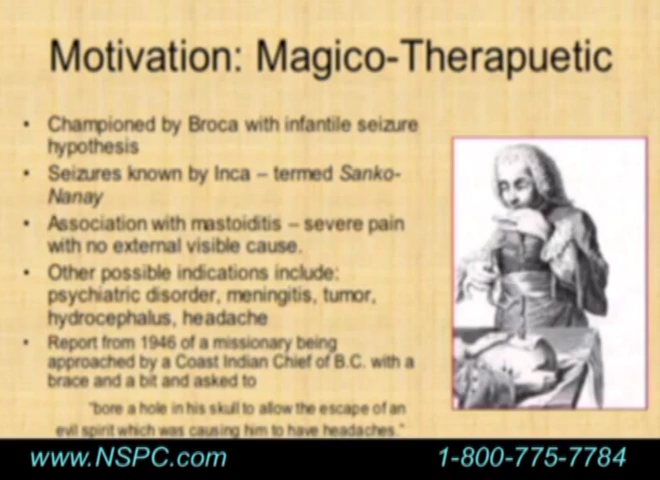 Motivation: Magico-Therapuetic
• Championed by Broca with infantile seizure
hypothesis
• Seizures known by Inca – termed Sanko-
Nanay
• Association with mastoiditis – severe pain
with no external visible cause.
• Other possible indications include:
psychiatric disorder, meningitis, tumor,
hydrocephalus, headache
• Report from 1946 of a missionary being
approached by a Coast Indian Chief of B.C. with a
brace and a bit and asked to
"bore a hole in his skull to allow the escape of an
evil spirit which was causing him to have headaches."
www.NSPC.com
1-800-775-7784